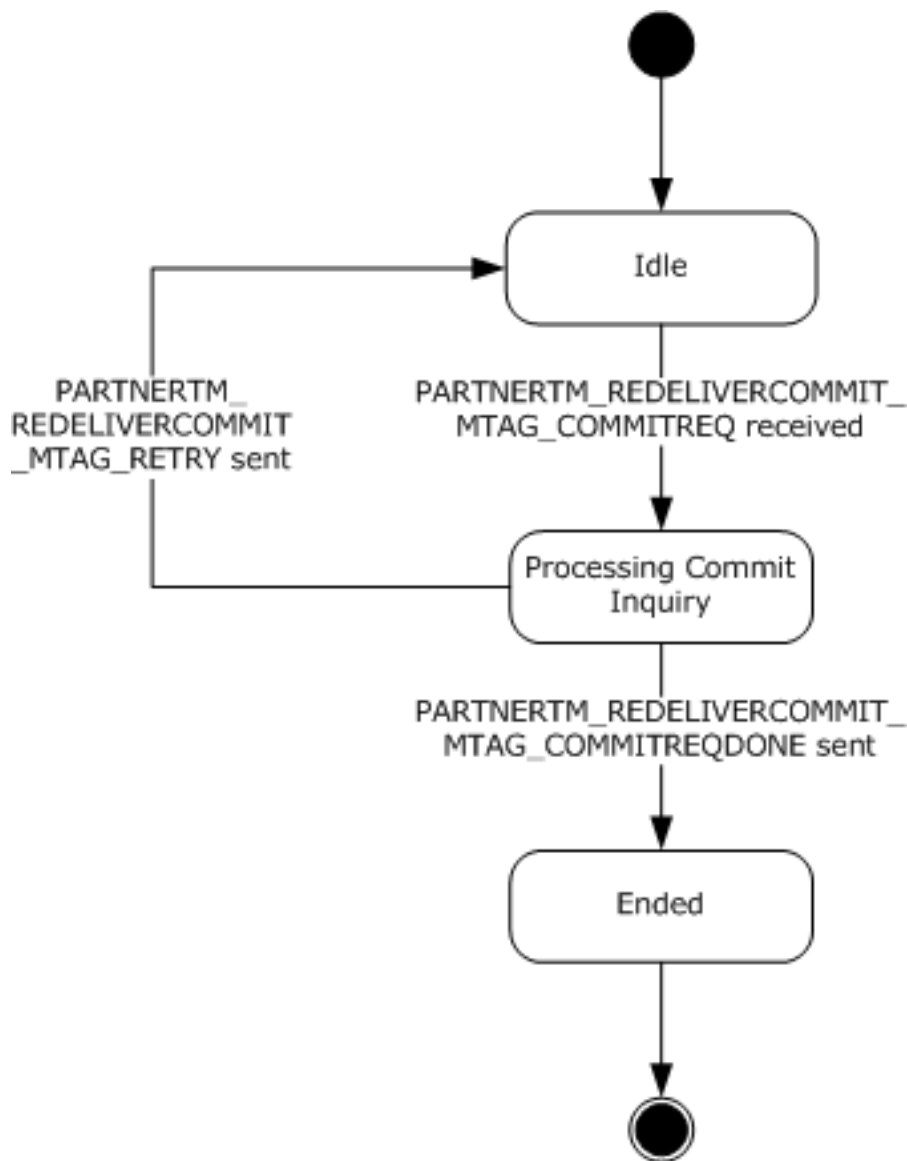 Idle
PARTNERTM_
REDELIVERCOMMIT
_MTAG_RETRY sent
PARTNERTM_REDELIVERCOMMIT_
MTAG_COMMITREQ received
Processing Commit
Inquiry
PARTNERTM_REDELIVERCOMMIT_
MTAG_COMMITREQDONE sent
Ended